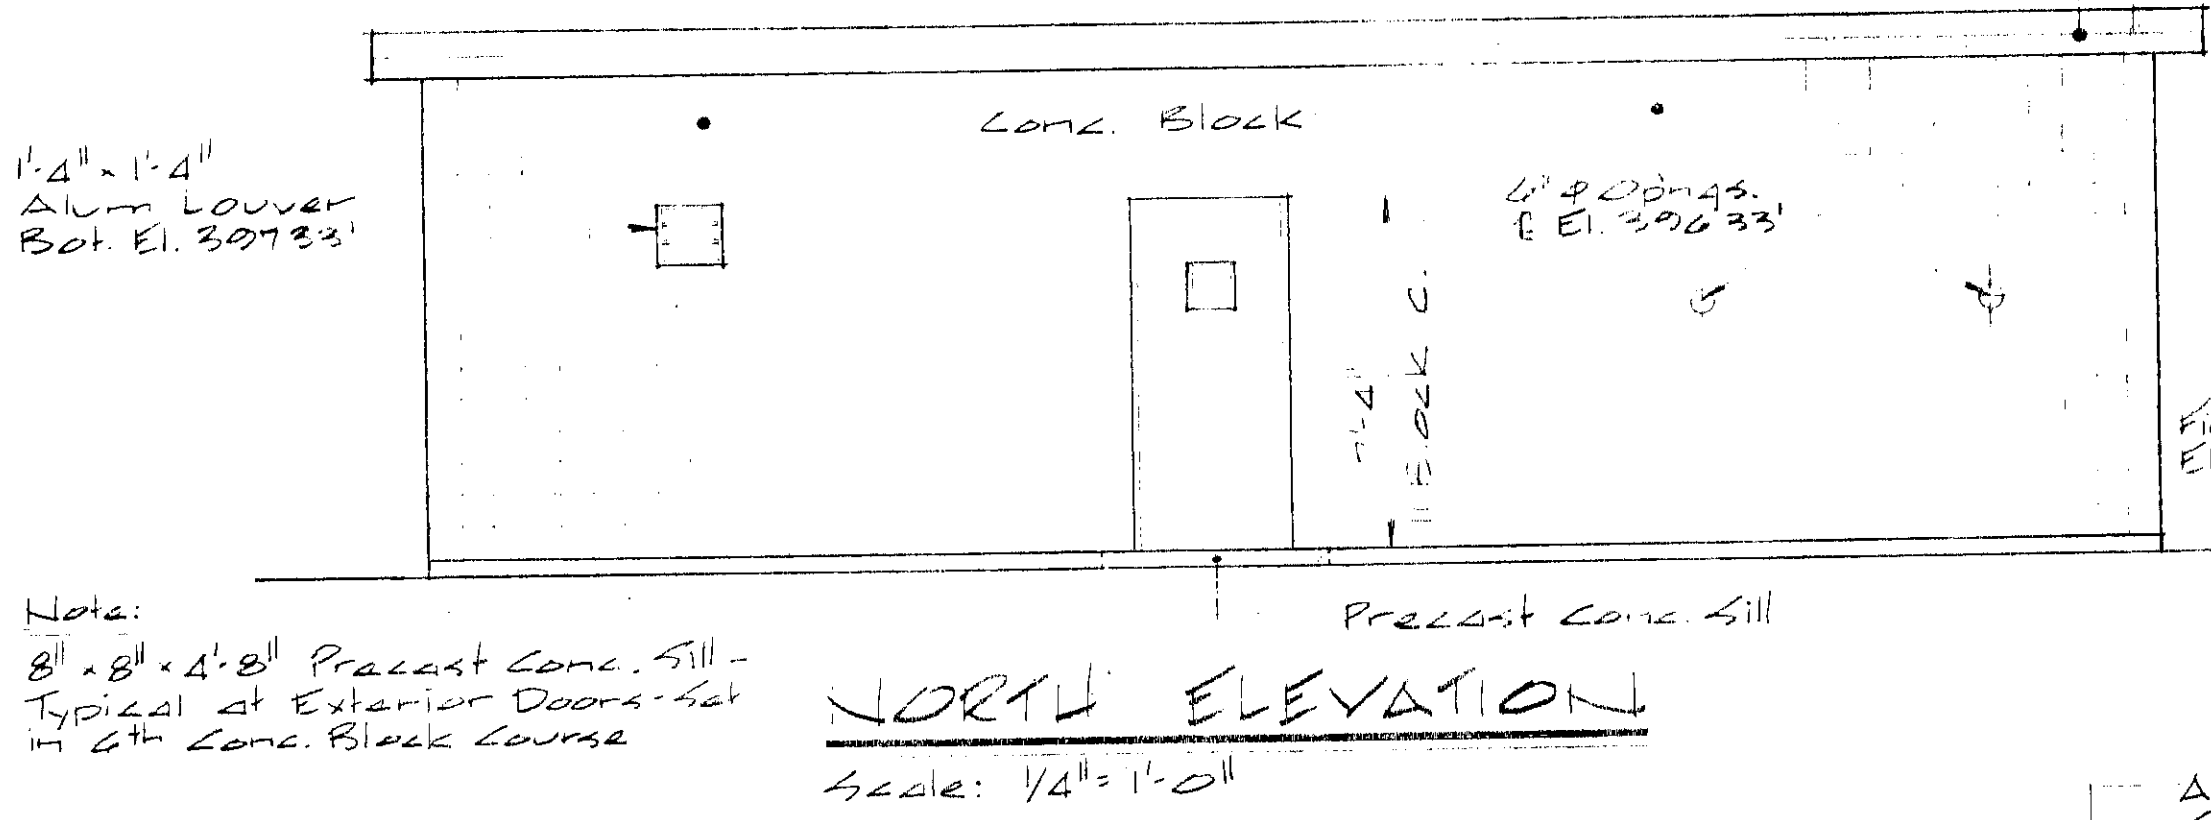 Conc. Block
1'-4" x 1'-4"
Alum Louver
Bot. El. 397.33'
6" φ Opngs.
℄ El. 396.33'
7'-4"
11 Block C.
Precast Conc. Sill
Note:
8" x 8" x 4'-8" Precast Conc. Sill -
Typical at Exterior Doors - Set
in 6th Conc. Block Course
NORTH ELEVATION
Scale: 1/4" = 1'-0"